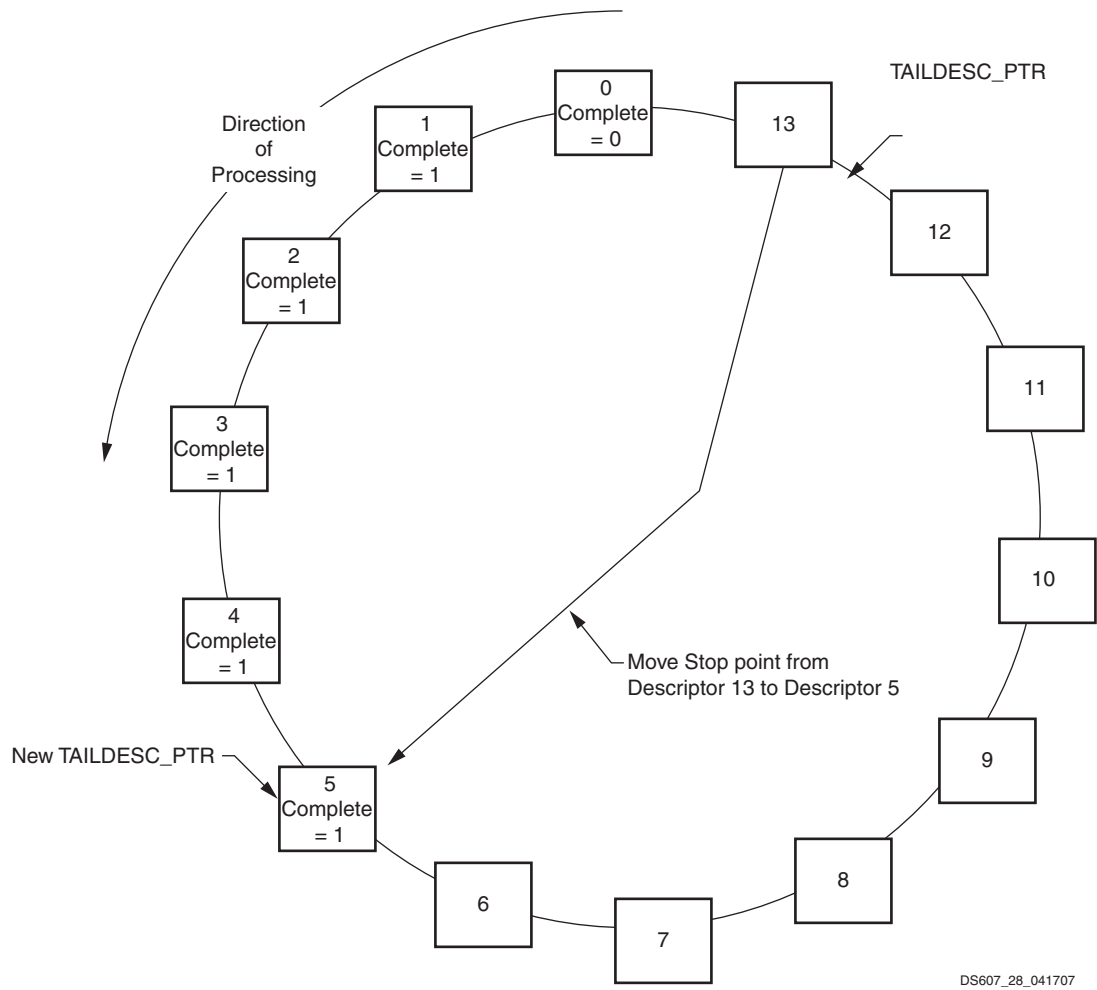 TAILDESC_PTR
0
Complete
= 0
13
1
Complete
= 1
Direction
of
Processing
12
2
Complete
= 1
11
3
Complete
= 1
10
4
Complete
= 1
Move Stop point from
Descriptor 13 to Descriptor 5
9
New TAILDESC_PTR
5
Complete
= 1
8
6
7
DS607_28_041707